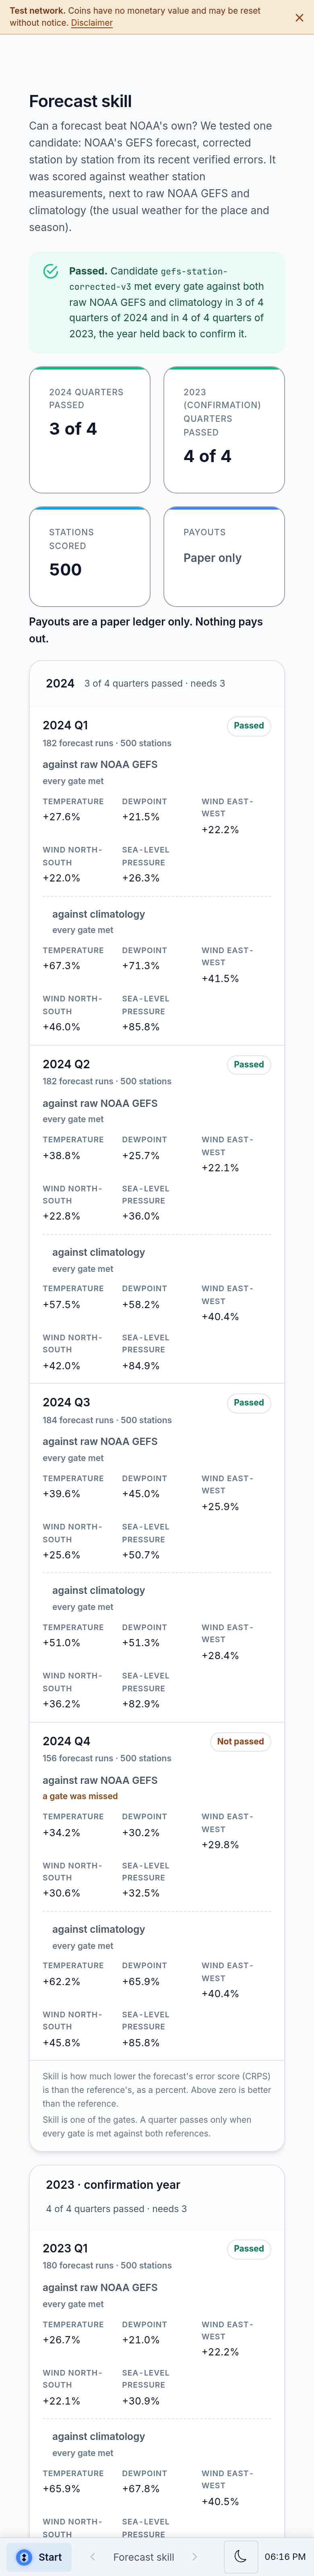 Test network. Coins have no monetary value and may be reset
without notice. Disclaimer
Forecast skill
Can a forecast beat NOAA's own? We tested one
candidate: NOAA's GEFS forecast, corrected
station by station from its recent verified errors. It
was scored against weather station
measurements, next to raw NOAA GEFS and
climatology (the usual weather for the place and
season).
Passed. Candidate gefs-station-
corrected-v3 met every gate against both
raw NOAA GEFS and climatology in 3 of 4
quarters of 2024 and in 4 of 4 quarters of
2023, the year held back to confirm it.
2024 QUARTERS
PASSED
3 of 4
2023
(CONFIRMATION)
QUARTERS
PASSED
4 of 4
STATIONS
SCORED
500
PAYOUTS
Paper only
Payouts are a paper ledger only. Nothing pays
out.
2024 3 of 4 quarters passed · needs 3
2024 Q1 Passed
182 forecast runs · 500 stations
against raw NOAA GEFS
every gate met
TEMPERATURE
+27.6%
DEWPOINT
+21.5%
WIND EAST-
WEST
+22.2%
WIND NORTH-
SOUTH
+22.0%
SEA-LEVEL
PRESSURE
+26.3%
against climatology
every gate met
TEMPERATURE
+67.3%
DEWPOINT
+71.3%
WIND EAST-
WEST
+41.5%
WIND NORTH-
SOUTH
+46.0%
SEA-LEVEL
PRESSURE
+85.8%
2024 Q2 Passed
182 forecast runs · 500 stations
against raw NOAA GEFS
every gate met
TEMPERATURE
+38.8%
DEWPOINT
+25.7%
WIND EAST-
WEST
+22.1%
WIND NORTH-
SOUTH
+22.8%
SEA-LEVEL
PRESSURE
+36.0%
against climatology
every gate met
TEMPERATURE
+57.5%
DEWPOINT
+58.2%
WIND EAST-
WEST
+40.4%
WIND NORTH-
SOUTH
+42.0%
SEA-LEVEL
PRESSURE
+84.9%
2024 Q3 Passed
184 forecast runs · 500 stations
against raw NOAA GEFS
every gate met
TEMPERATURE
+39.6%
DEWPOINT
+45.0%
WIND EAST-
WEST
+25.9%
WIND NORTH-
SOUTH
+25.6%
SEA-LEVEL
PRESSURE
+50.7%
against climatology
every gate met
TEMPERATURE
+51.0%
DEWPOINT
+51.3%
WIND EAST-
WEST
+28.4%
WIND NORTH-
SOUTH
+36.2%
SEA-LEVEL
PRESSURE
+82.9%
2024 Q4 Not passed
156 forecast runs · 500 stations
against raw NOAA GEFS
a gate was missed
TEMPERATURE
+34.2%
DEWPOINT
+30.2%
WIND EAST-
WEST
+29.8%
WIND NORTH-
SOUTH
+30.6%
SEA-LEVEL
PRESSURE
+32.5%
against climatology
every gate met
TEMPERATURE
+62.2%
DEWPOINT
+65.9%
WIND EAST-
WEST
+40.4%
WIND NORTH-
SOUTH
+45.8%
SEA-LEVEL
PRESSURE
+85.8%
Skill is how much lower the forecast's error score (CRPS)
is than the reference's, as a percent. Above zero is better
than the reference.
Skill is one of the gates. A quarter passes only when
every gate is met against both references.
2023 · confirmation year
4 of 4 quarters passed · needs 3
2023 Q1 Passed
180 forecast runs · 500 stations
against raw NOAA GEFS
every gate met
TEMPERATURE
+26.7%
DEWPOINT
+21.0%
WIND EAST-
WEST
+22.2%
WIND NORTH-
SOUTH
+22.1%
SEA-LEVEL
PRESSURE
+30.9%
against climatology
every gate met
TEMPERATURE
+65.9%
DEWPOINT
+67.8%
WIND EAST-
WEST
+40.5%
WIND NORTH-
SOUTH
SEA-LEVEL
PRESSURE
Start
Forecast skill
06:16 PM